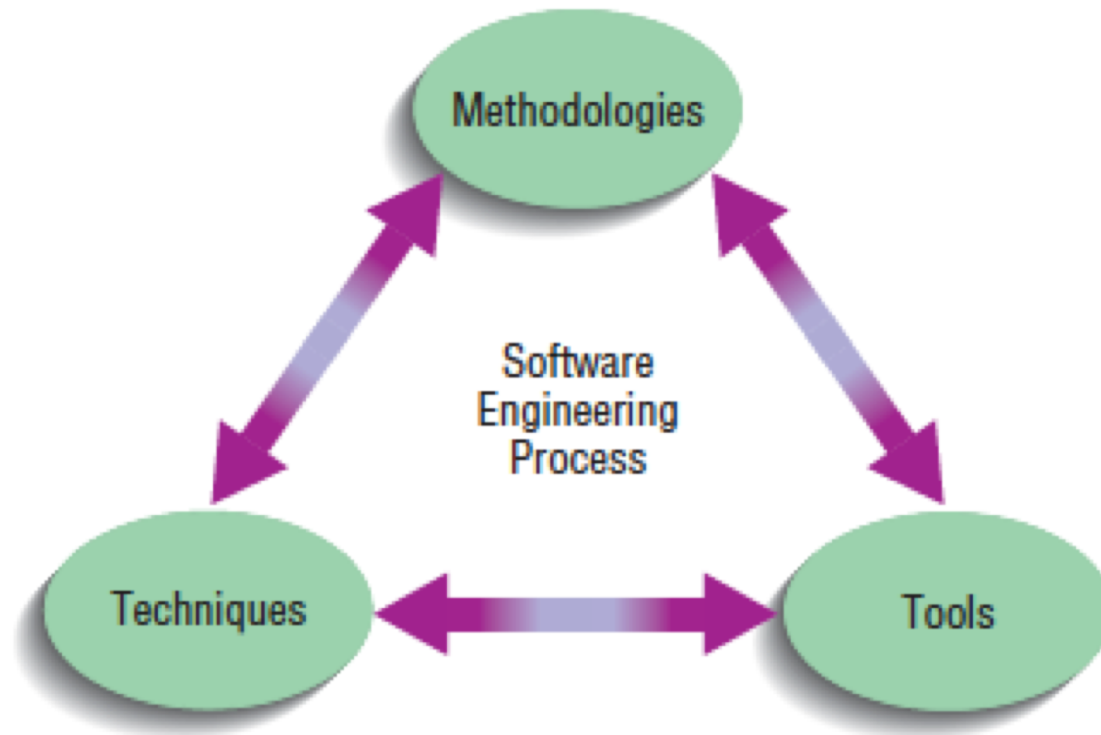 Methodologies
Software
Engineering
Process
Techniques
Tools